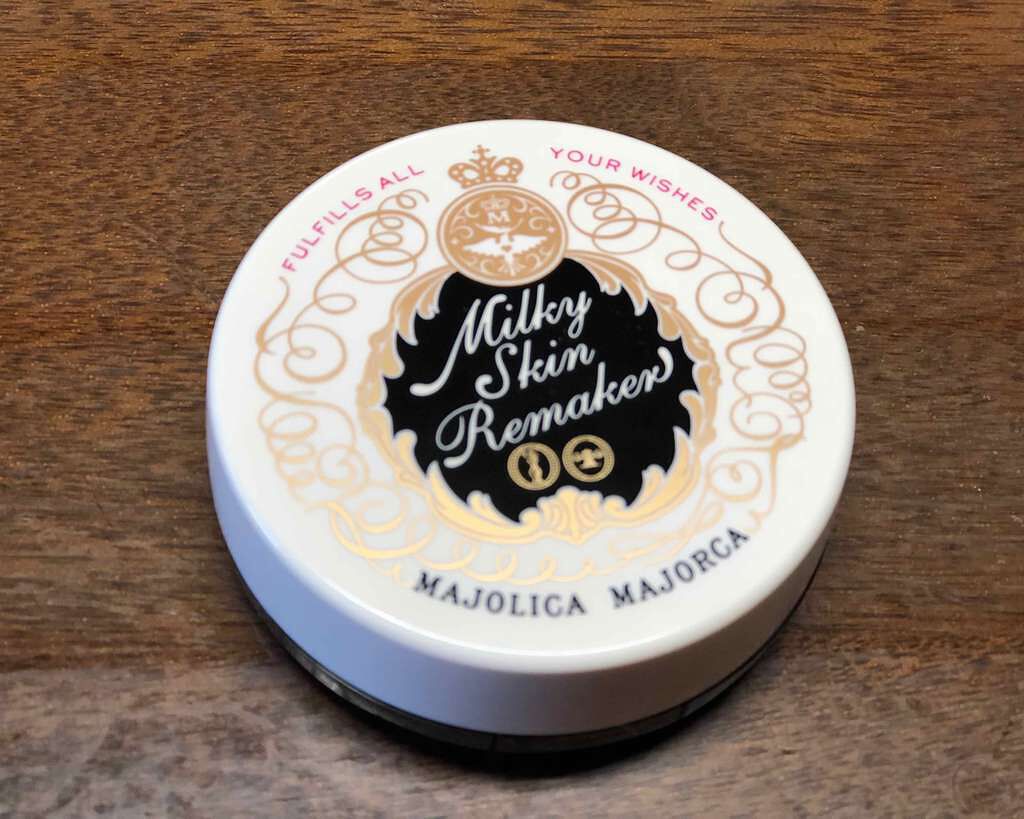 FULFILLS ALL YOUR WISHES
M
Milky
Skin
Remaker
MAJOLICA MAJORCA